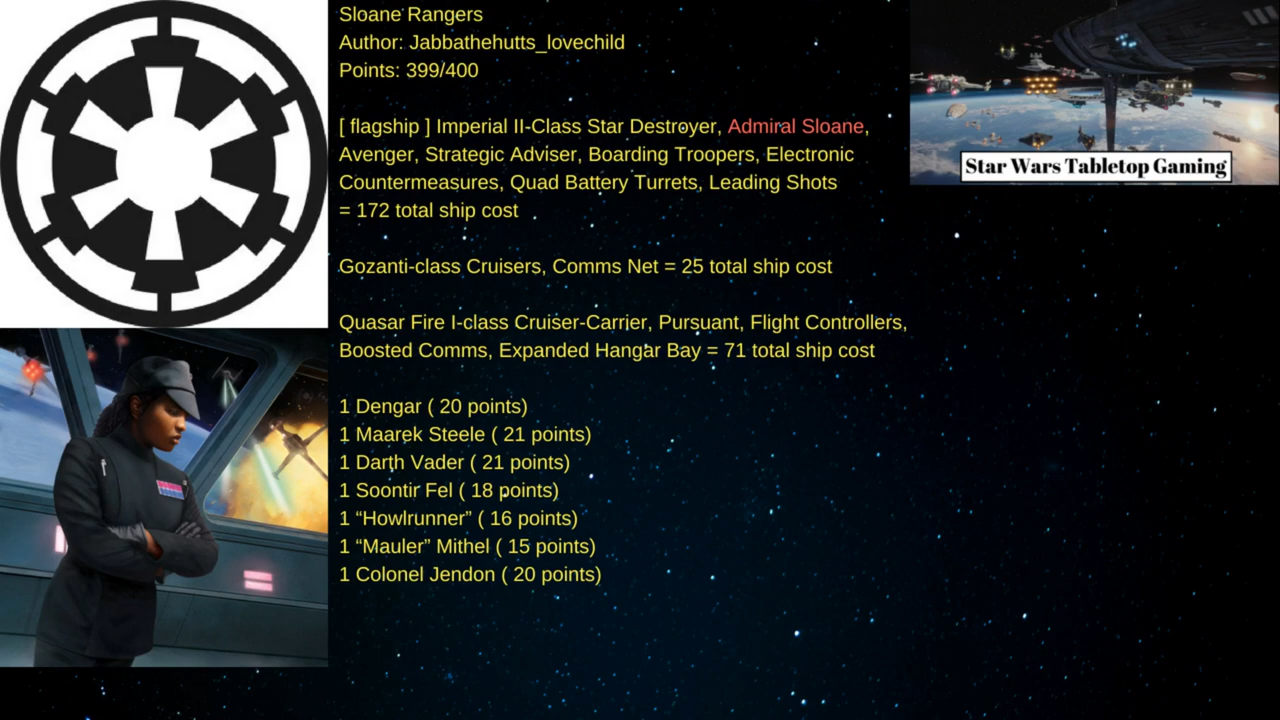 Sloane Rangers
Author: Jabbathehutts_lovechild
Points: 399/400
[ flagship ] Imperial II-Class Star Destroyer, Admiral Sloane,
Avenger, Strategic Adviser, Boarding Troopers, Electronic
Countermeasures, Quad Battery Turrets, Leading Shots
= 172 total ship cost
Gozanti-class Cruisers, Comms Net = 25 total ship cost
Quasar Fire I-class Cruiser-Carrier, Pursuant, Flight Controllers,
Boosted Comms, Expanded Hangar Bay = 71 total ship cost
1 Dengar ( 20 points)
1 Maarek Steele ( 21 points)
1 Darth Vader ( 21 points)
1 Soontir Fel ( 18 points)
1 “Howlrunner” ( 16 points)
1 “Mauler” Mithel ( 15 points)
1 Colonel Jendon ( 20 points)
Star Wars Tabletop Gaming